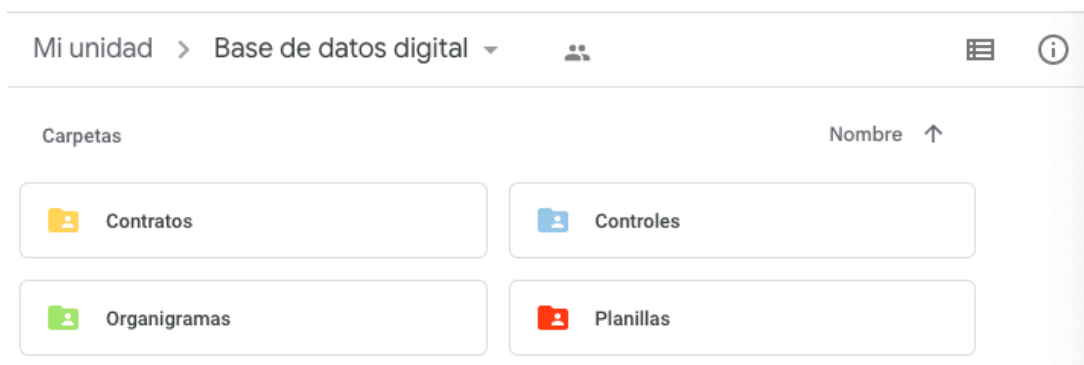 Mi unidad > Base de datos digital
Carpetas Nombre
Contratos Controles
Organigramas Planillas